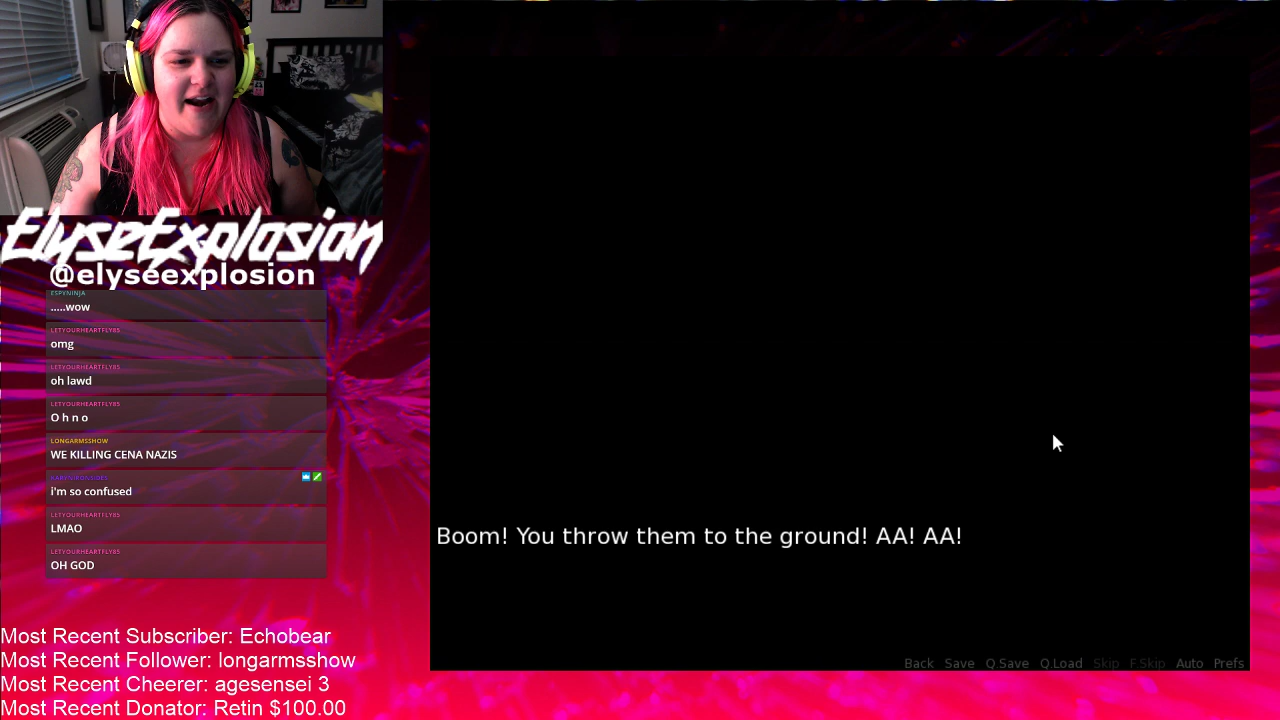 ElyseExplosion
@elyseexplosion
ESPYNINJA
.....wow
LETYOURHEARTFLY85
omg
LETYOURHEARTFLY85
oh lawd
LETYOURHEARTFLY85
O h n o
LONGARMSSHOW
WE KILLING CENA NAZIS
i'm so confused
LETYOURHEARTFLY85
LMAO
LETYOURHEARTFLY85
OH GOD
Most Recent Subscriber: Echobear
Most Recent Follower: longarmsshow
Most Recent Cheerer: agesensei 3
Most Recent Donator: Retin $100.00
Boom! You throw them to the ground! AA! AA!
Back Save Q.Save Q.Load Skip F.Skip Auto Prefs